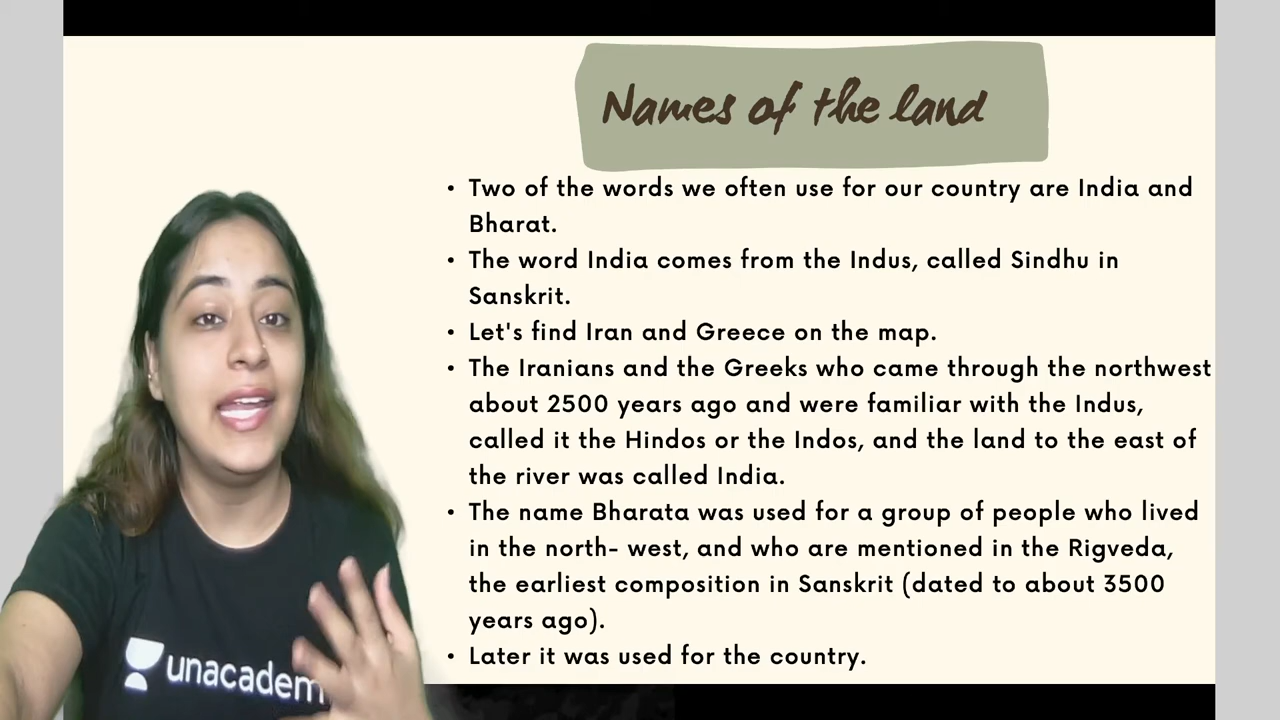 Names of the land
• Two of the words we often use for our country are India and
Bharat.
• The word India comes from the Indus, called Sindhu in
Sanskrit.
• Let's find Iran and Greece on the map.
• The Iranians and the Greeks who came through the northwest
about 2500 years ago and were familiar with the Indus,
called it the Hindos or the Indos, and the land to the east of
the river was called India.
• The name Bharata was used for a group of people who lived
in the north- west, and who are mentioned in the Rigveda,
the earliest composition in Sanskrit (dated to about 3500
years ago).
• Later it was used for the country.
unacadem